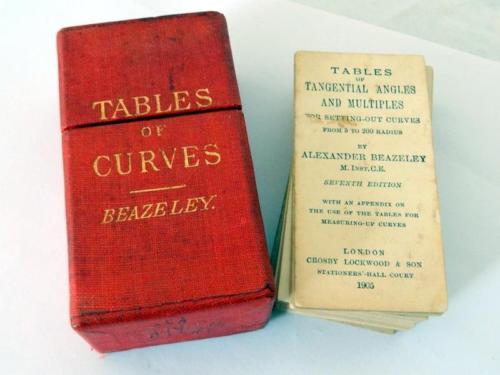 TABLES
OF
CURVES
BEAZELEY.
TABLES
OF
TANGENTIAL ANGLES
AND MULTIPLES
FOR SETTING-OUT CURVES
FROM 5 TO 200 RADIUS
BY
ALEXANDER BEAZELEY
M. INST. C.E.
SEVENTH EDITION
WITH AN APPENDIX ON
THE USE OF THE TABLES FOR
MEASURING-UP CURVES
LONDON
CROSBY LOCKWOOD & SON
STATIONERS'-HALL COURT
1905